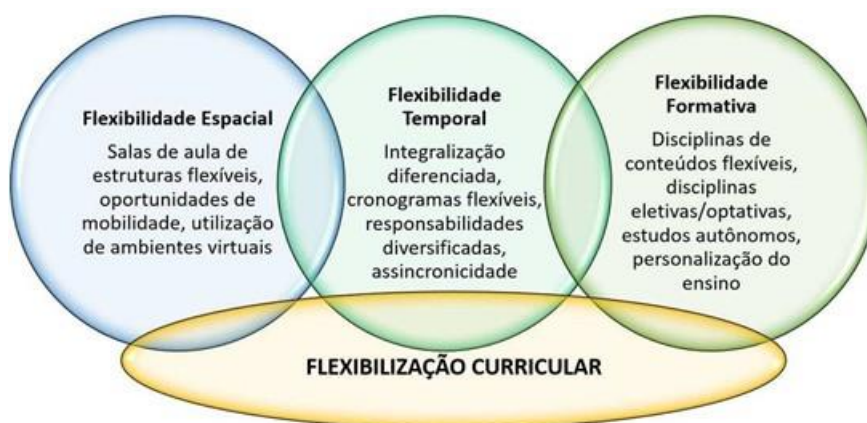 Flexibilidade Espacial
Salas de aula de
estruturas flexíveis,
oportunidades de
mobilidade, utilização
de ambientes virtuais
Flexibilidade
Temporal
Integralização
diferenciada,
cronogramas flexíveis,
responsabilidades
diversificadas,
assincronicidade
Flexibilidade
Formativa
Disciplinas de
conteúdos flexíveis,
disciplinas
eletivas/optativas,
estudos autônomos,
personalização do
ensino
FLEXIBILIZAÇÃO CURRICULAR